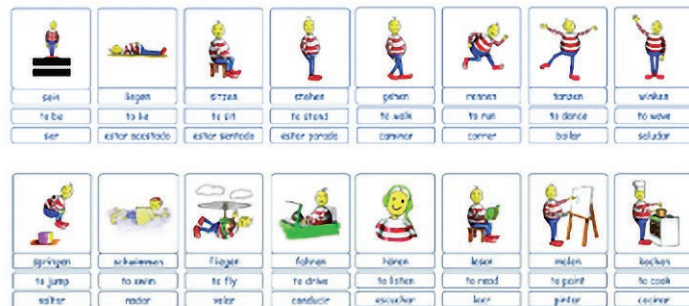 sein liegen sitzen stehen gehen rennen tanzen winken
to be to lie to sit to stand to walk to run to dance to wave
ser estar acostado estar sentado estar parado caminar correr bailar saludar
springen schwimmen fliegen fahren hören lesen malen kochen
to jump to swim to fly to drive to listen to read to paint to cook
saltar nadar volar conducir escuchar leer pintar cocinar